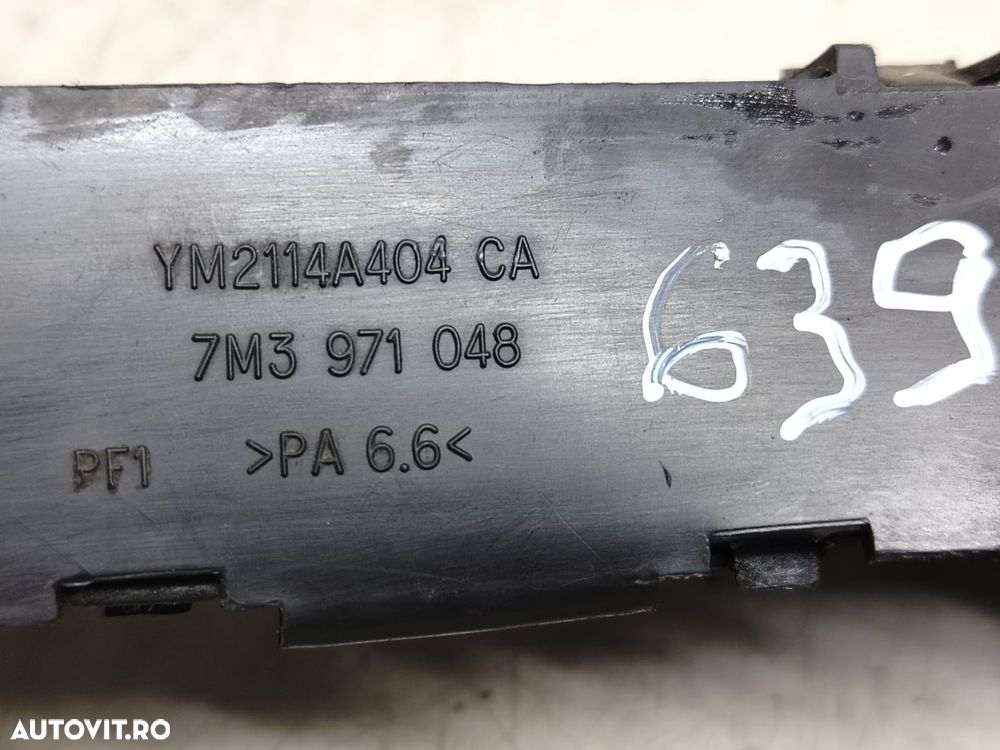 YM2114A404 CA
639
7M3 971 048
PF1 >PA 6.6<
AUTOVIT.RO